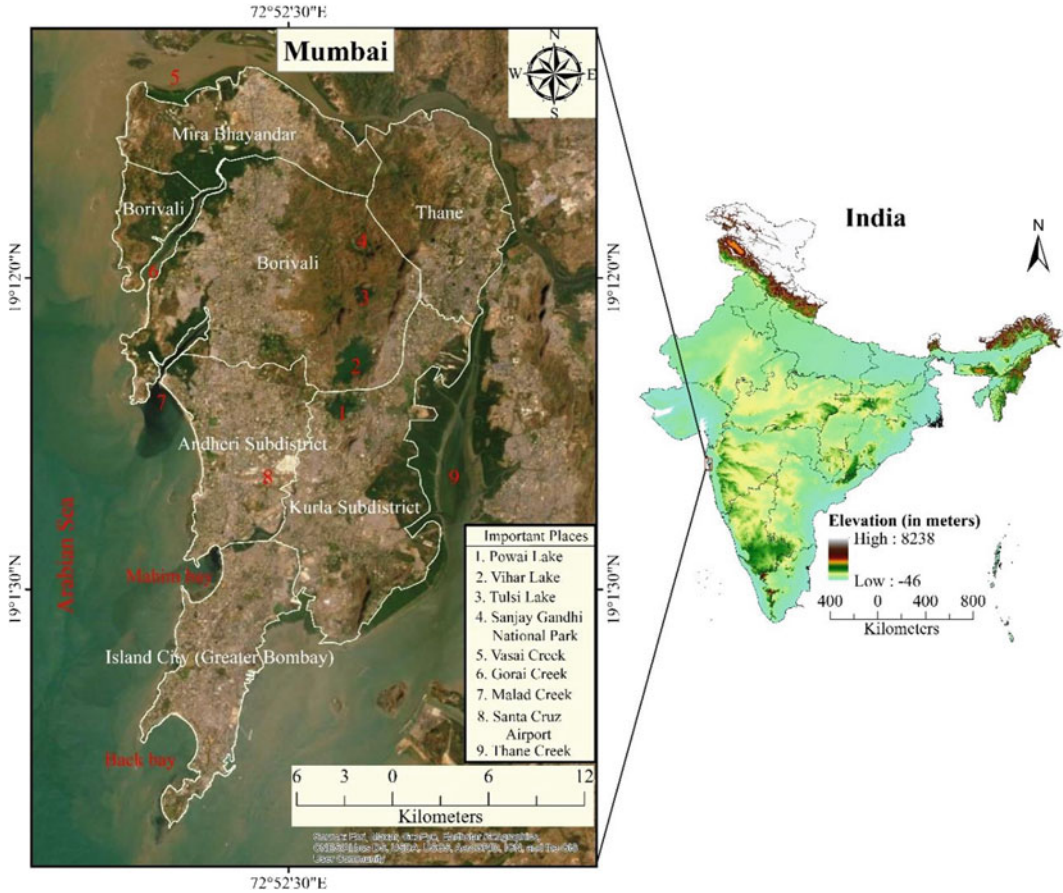 72°52'30"E
Mumbai
N
W E
S
5
Mira Bhayandar
Borivali
Thane
4
Borivali
6
3
2
1
7
Andheri Subdistrict
8
9
Kurla Subdistrict
Arabian Sea
Mahim bay
Island City (Greater Bombay)
Back bay
19°12'0"N
19°1'30"N
19°12'0"N
19°1'30"N
Important Places
1. Powai Lake
2. Vihar Lake
3. Tulsi Lake
4 Sanjay Gandhi
National Park
5 Vasai Creek
6 Gorai Creek
7 Malad Creek
8 Santa Cruz
Airport
9 Thane Creek
6 3 0 6 12
Kilometers
User Community
72°52'30"E
India
N
Elevation (in meters)
High : 8238
Low : -46
400 0 400 800
Kilometers